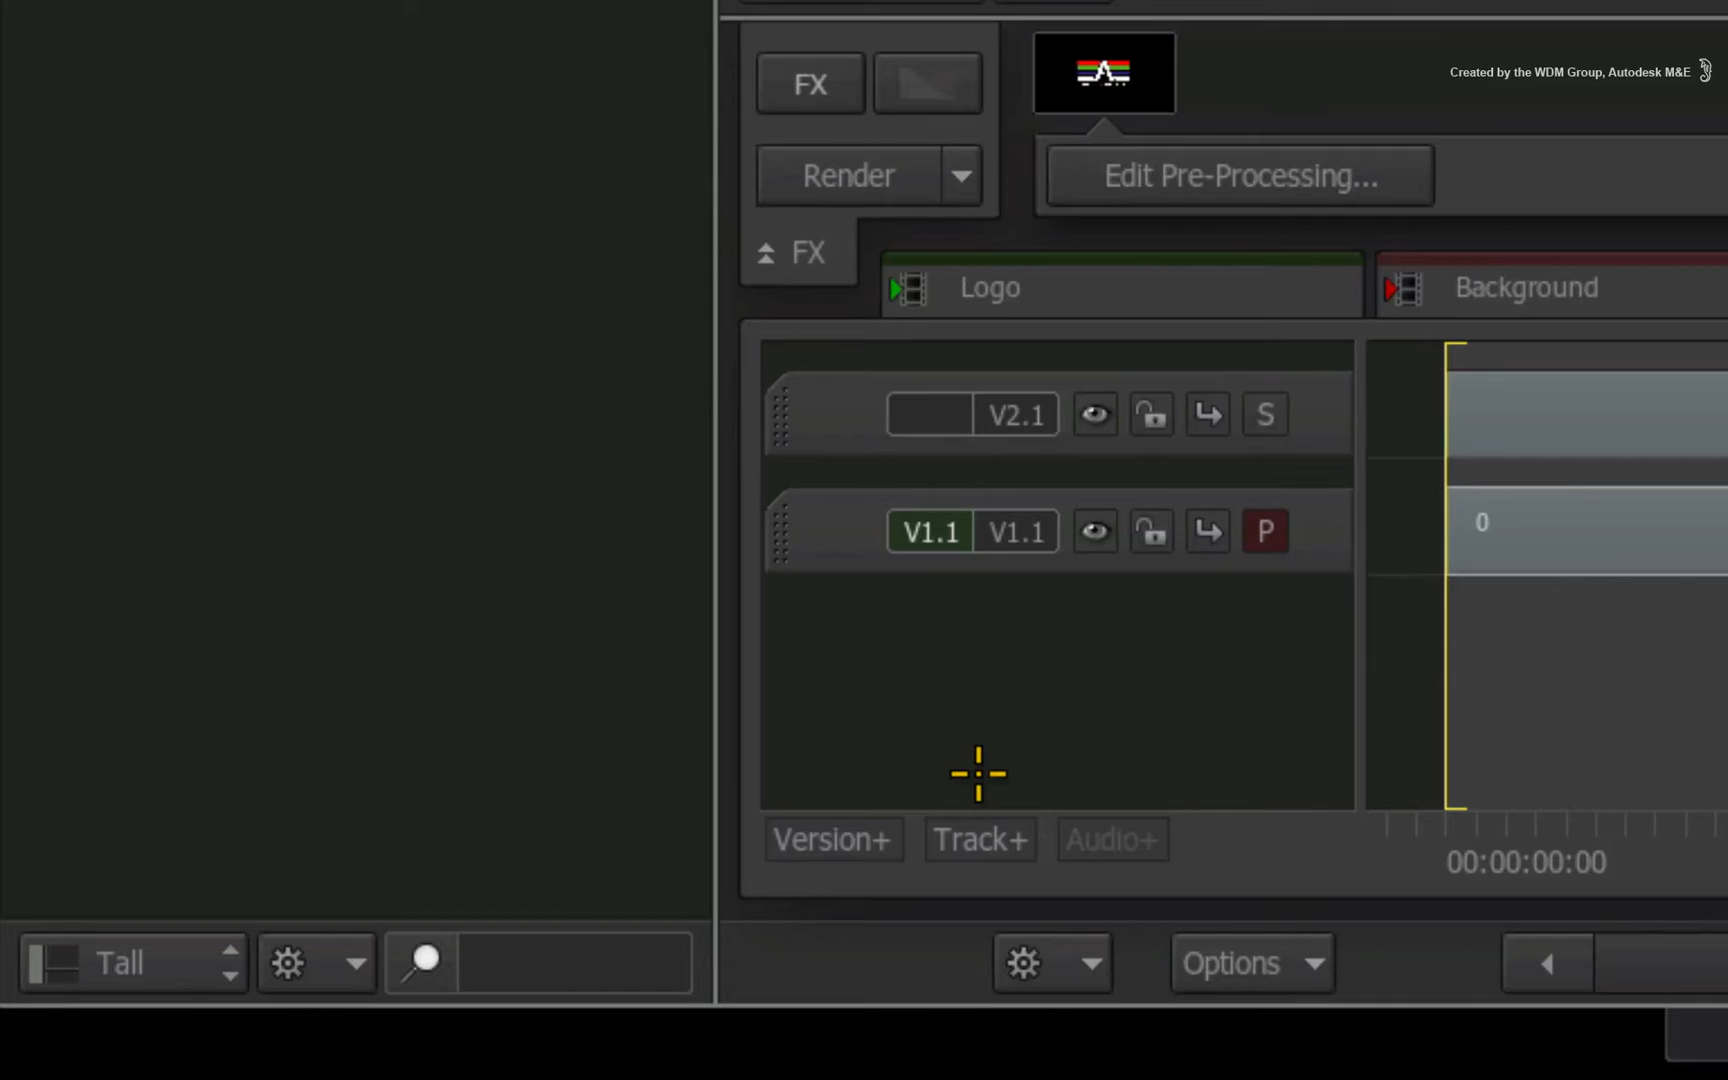 FX
Created by the WDM Group, Autodesk M&E
Render
Edit Pre-Processing...
FX
Logo
Background
V2.1
S
V1.1 V1.1
P
0
Version+
Track+
Audio+
00:00:00:00
Tall
Options